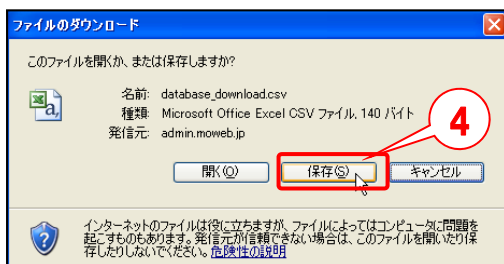 ファイルのダウンロード
このファイルを開くか、または保存しますか?
名前: database_download.csv
種類: Microsoft Office Excel CSV ファイル, 140 バイト
発信元: admin.moweb.jp
4
開く(O) 保存(S) キャンセル
インターネットのファイルは役に立ちますが、ファイルによってはコンピュータに問題を
起こすものもあります。発信元が信頼できない場合は、このファイルを開いたり保
存したりしないでください。危険性の説明